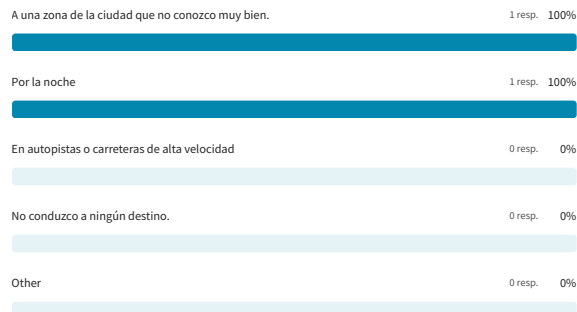 A una zona de la ciudad que no conozco muy bien. 1 resp. 100%
Por la noche 1 resp. 100%
En autopistas o carreteras de alta velocidad 0 resp. 0%
No conduzco a ningún destino. 0 resp. 0%
Other 0 resp. 0%